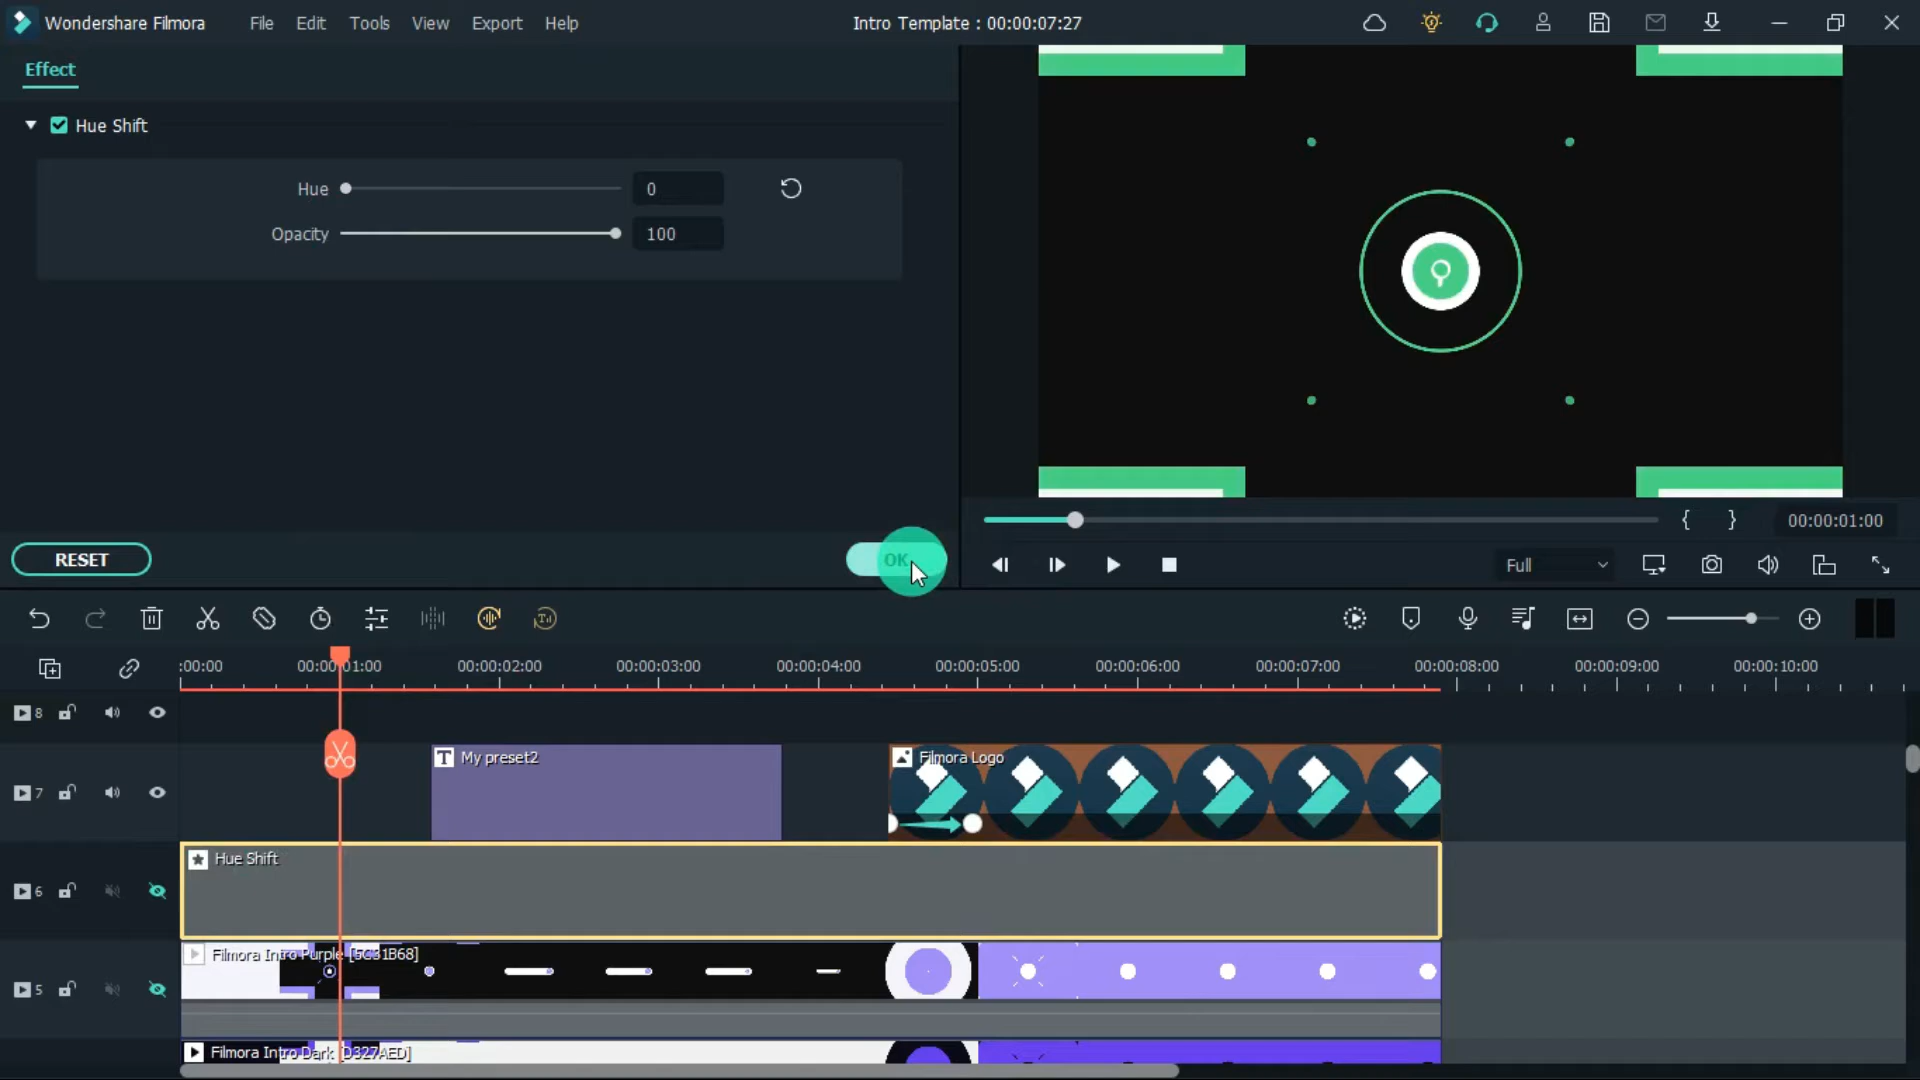 Wondershare Filmora File Edit Tools View Export Help Intro Template : 00:00:07:27
Effect
Hue Shift
Hue 0
Opacity 100
RESET OK
{ } 00:00:01:00
Full
:00:00 00:00:01:00 00:00:02:00 00:00:03:00 00:00:04:00 00:00:05:00 00:00:06:00 00:00:07:00 00:00:08:00 00:00:09:00 00:00:10:00
8
T My preset2 Filmora Logo
7
Hue Shift
6
Filmora Intro Purple [5C31B68]
5
Filmora Intro Dark [D327AED]